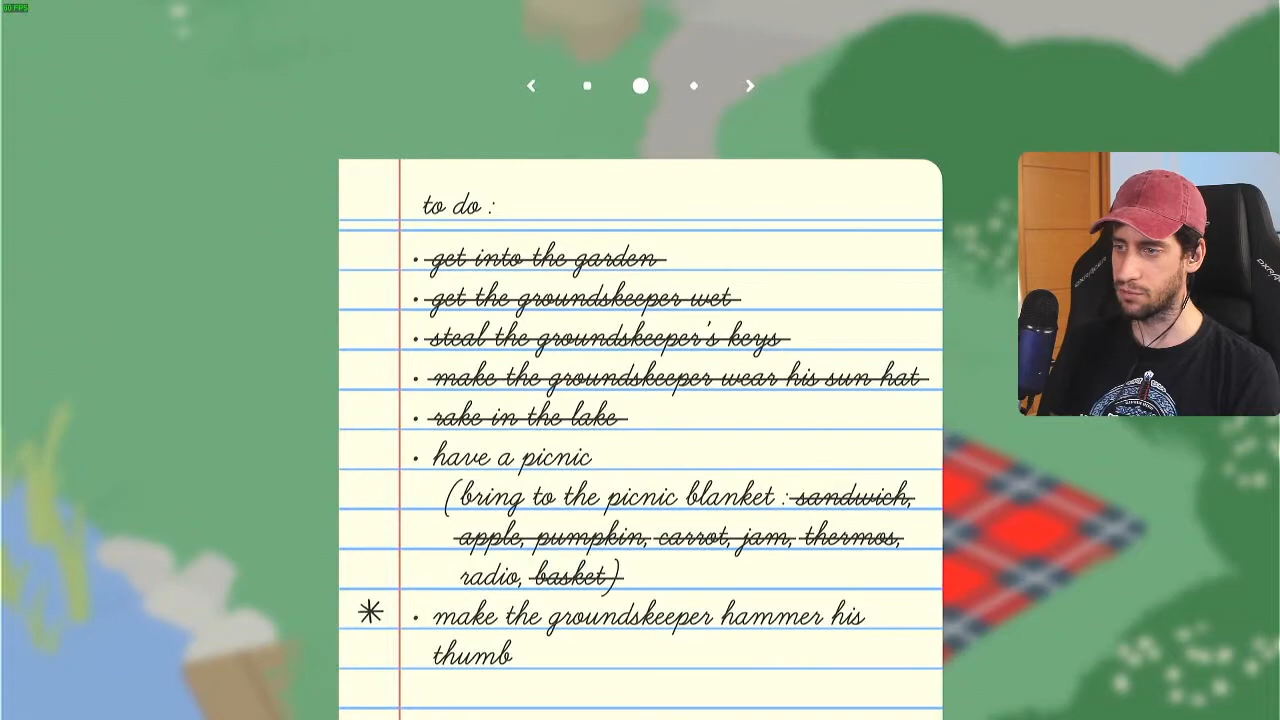 60 FPS
to do :
• get into the garden
• get the groundskeeper wet
• steal the groundskeeper's keys
• make the groundskeeper wear his sun hat
• rake in the lake
• have a picnic
(bring to the picnic blanket : sandwich,
apple, pumpkin, carrot, jam, thermos,
radio, basket)
• make the groundskeeper hammer his
thumb